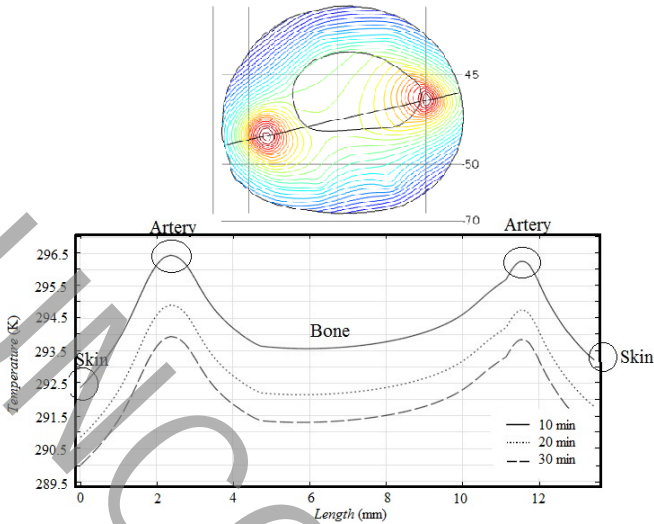 45
50
70
Artery
Artery
296.5
295.5
294.5
293.5
292.5
291.5
290.5
289.5
Temperature (K)
Skin
Bone
Skin
10 min
20 min
30 min
0 2 4 6 8 10 12
Length (mm)